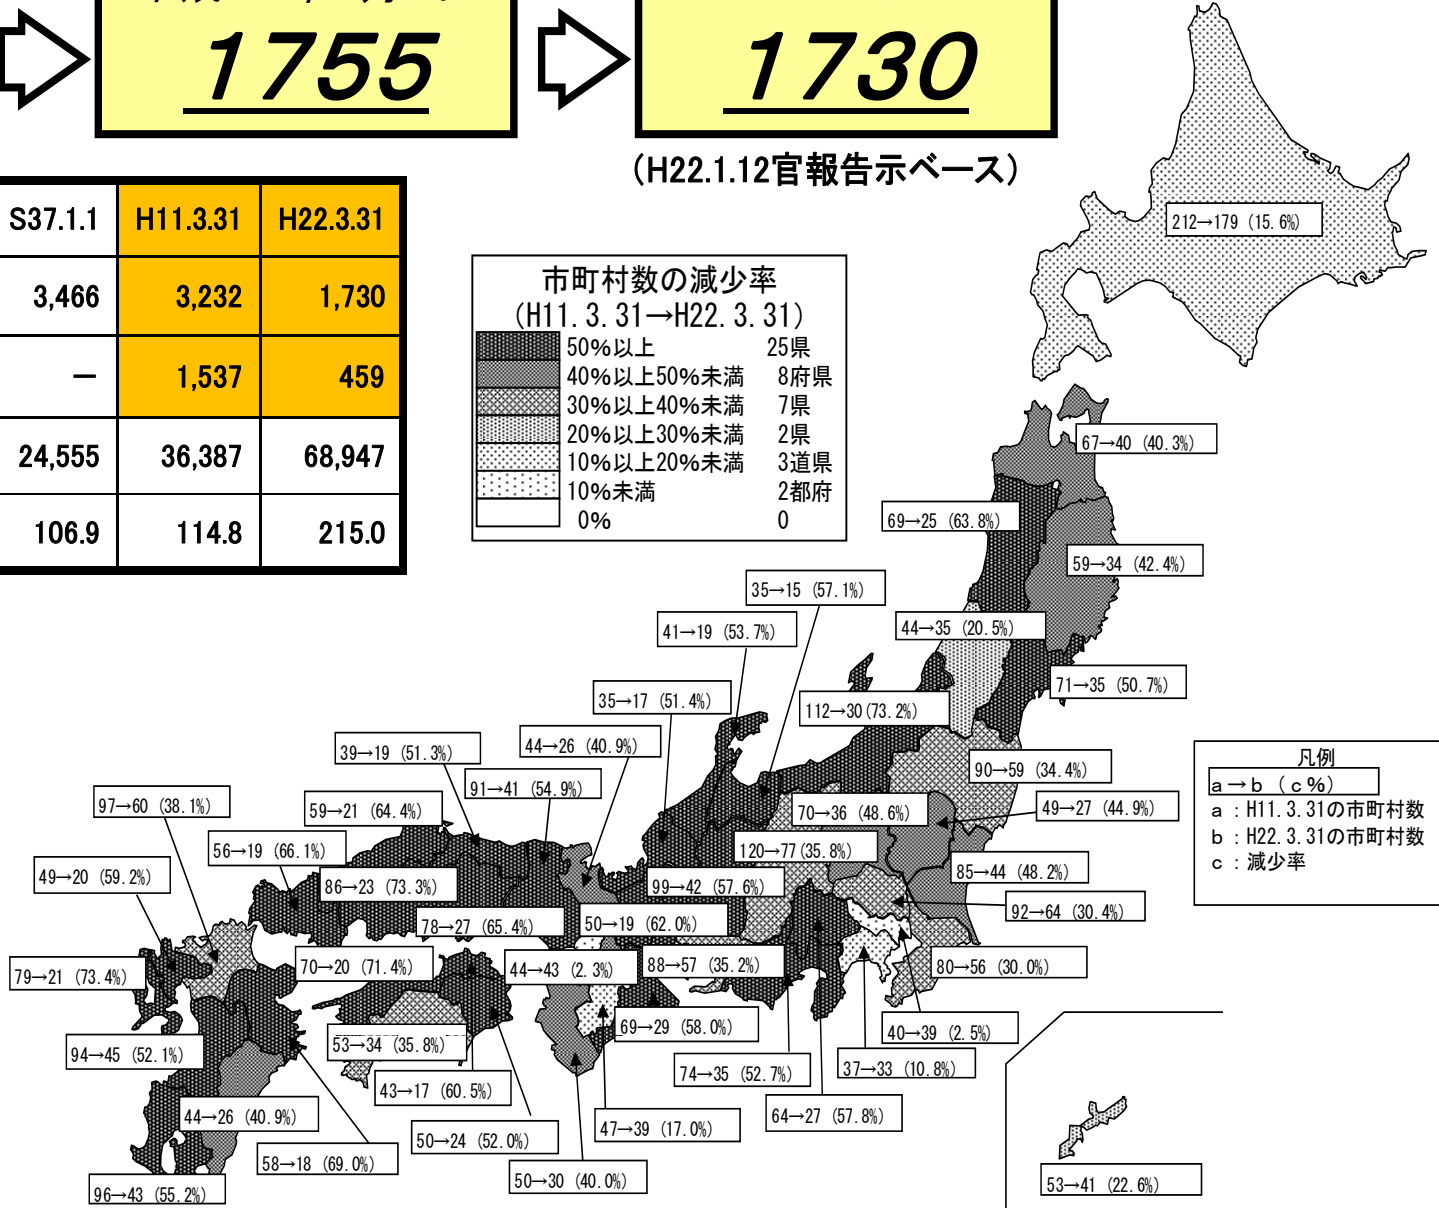 1755
1730
(H22.1.12官報告示ベース)
S37.1.1 H11.3.31 H22.3.31
3,466 3,232 1,730
― 1,537 459
24,555 36,387 68,947
106.9 114.8 215.0
市町村数の減少率
(H11.3.31→H22.3.31)
50%以上 25県
40%以上50%未満 8府県
30%以上40%未満 7県
20%以上30%未満 2県
10%以上20%未満 3道県
10%未満 2都府
0% 0
212→179 (15.6%)
67→40 (40.3%)
69→25 (63.8%)
59→34 (42.4%)
35→15 (57.1%)
44→35 (20.5%)
41→19 (53.7%)
71→35 (50.7%)
35→17 (51.4%)
112→30(73.2%)
39→19 (51.3%)
44→26 (40.9%)
90→59 (34.4%)
91→41 (54.9%)
97→60 (38.1%)
59→21 (64.4%)
70→36 (48.6%)
49→27 (44.9%)
56→19 (66.1%)
120→77(35.8%)
49→20 (59.2%)
86→23 (73.3%)
99→42 (57.6%)
85→44 (48.2%)
78→27 (65.4%)
50→19 (62.0%)
92→64 (30.4%)
79→21 (73.4%)
70→20 (71.4%)
44→43 (2.3%)
88→57 (35.2%)
80→56 (30.0%)
94→45 (52.1%)
53→34 (35.8%)
69→29 (58.0%)
40→39 (2.5%)
43→17 (60.5%)
74→35 (52.7%)
37→33 (10.8%)
44→26 (40.9%)
50→24 (52.0%)
47→39 (17.0%)
64→27 (57.8%)
58→18 (69.0%)
96→43 (55.2%)
50→30 (40.0%)
53→41 (22.6%)
凡例
a→b (c%)
a:H11.3.31の市町村数
b:H22.3.31の市町村数
c:減少率